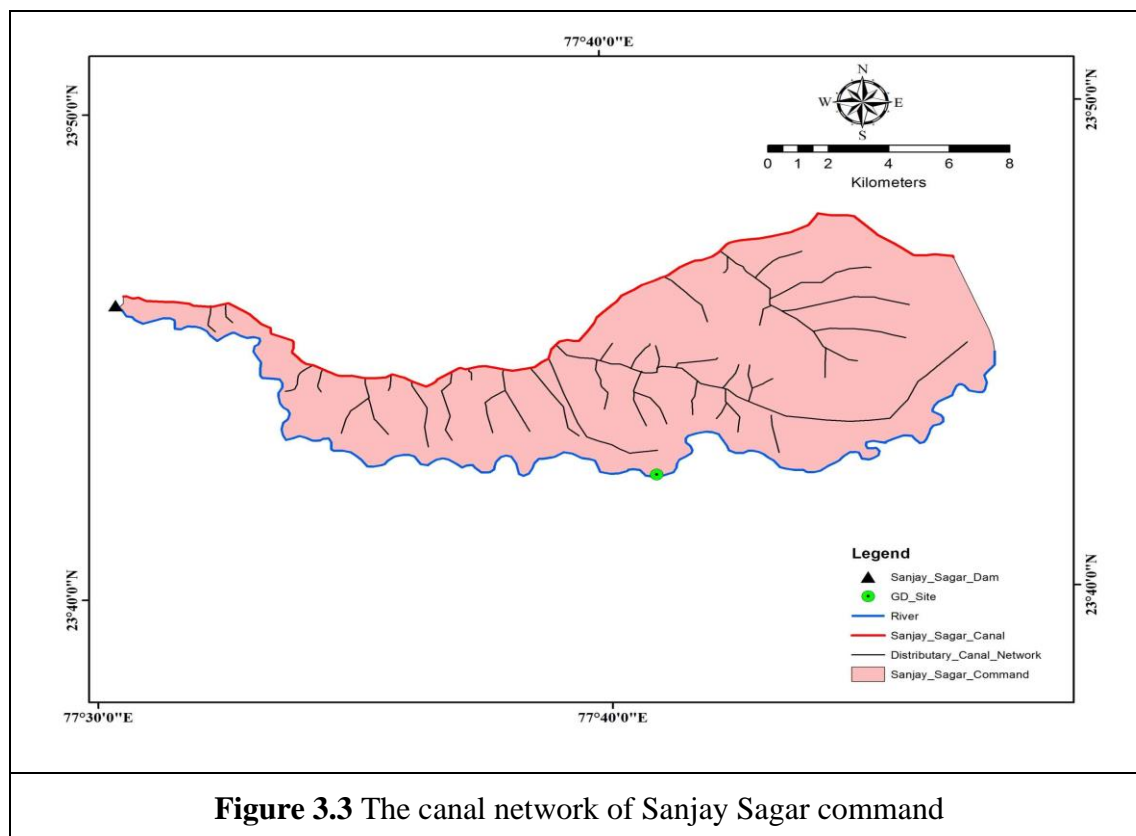 77°40'0"E
N
W E
S
23°50'0"N
23°50'0"N
0 1 2 4 6 8
Kilometers
Legend
Sanjay_Sagar_Dam
GD_Site
River
Sanjay_Sagar_Canal
Distributary_Canal_Network
Sanjay_Sagar_Command
23°40'0"N
23°40'0"N
77°30'0"E 77°40'0"E
Figure 3.3 The canal network of Sanjay Sagar command